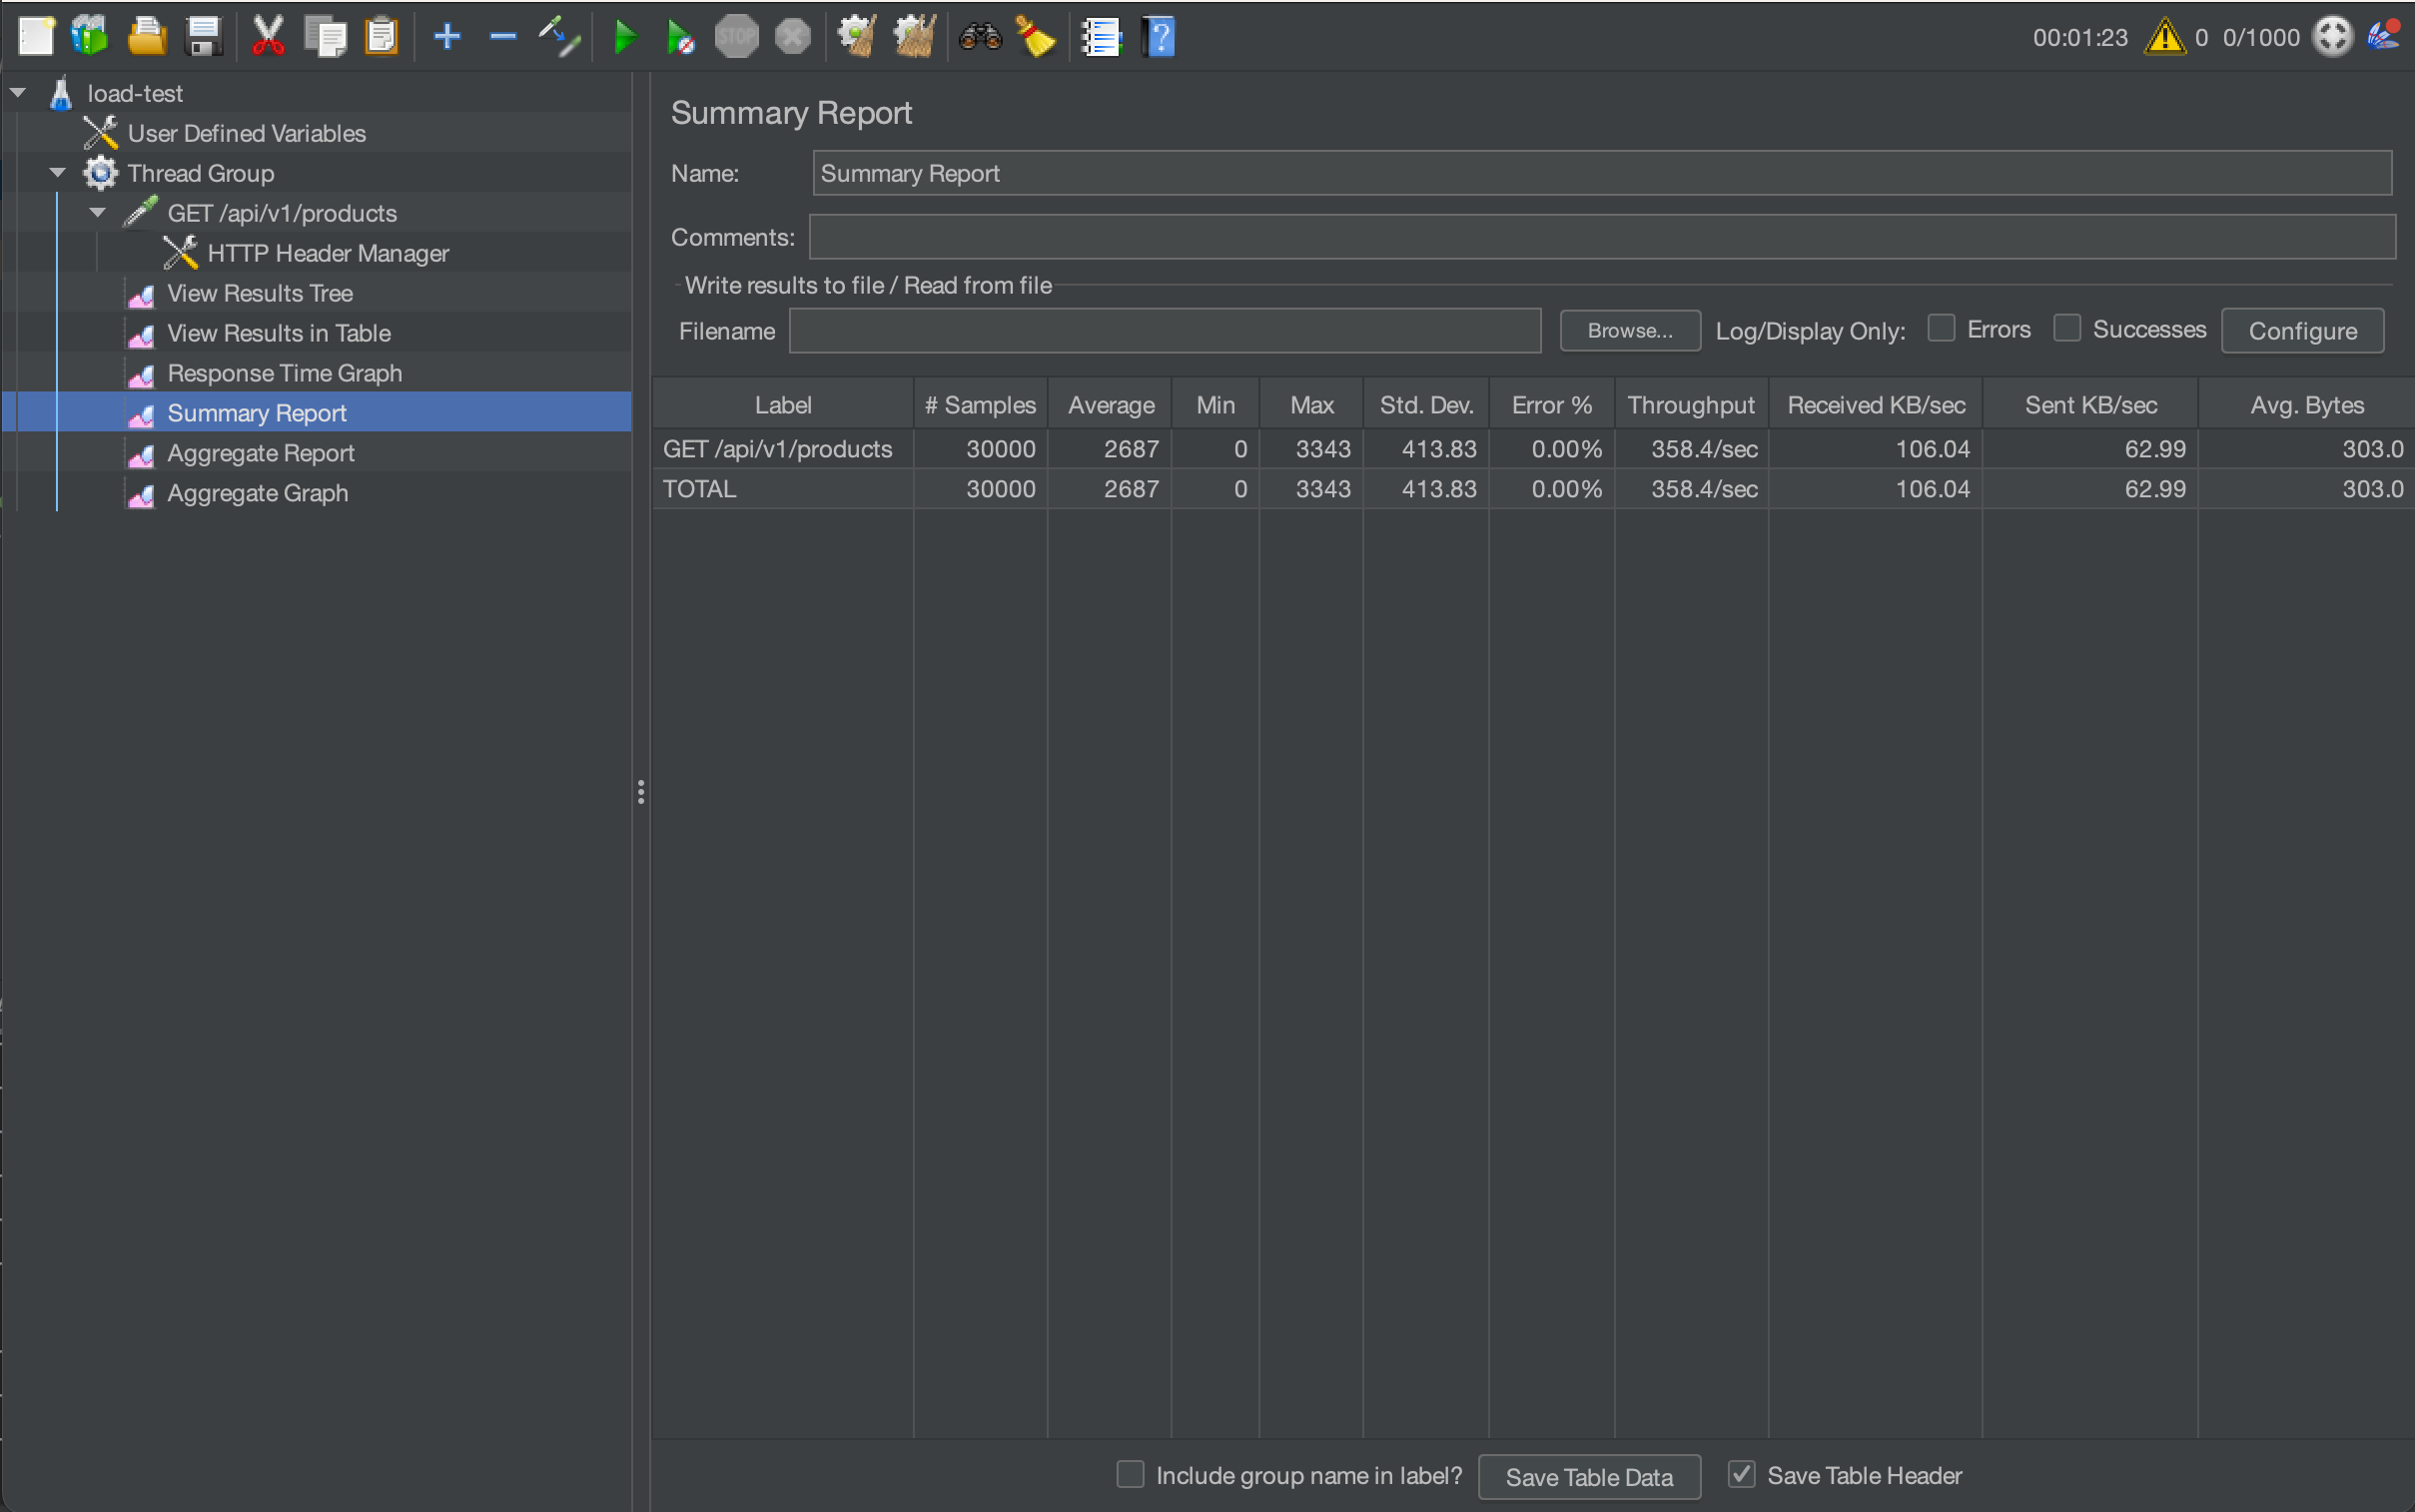 STOP
00:01:23 0 0/1000
load-test
User Defined Variables
Thread Group
GET /api/v1/products
HTTP Header Manager
View Results Tree
View Results in Table
Response Time Graph
Summary Report
Aggregate Report
Aggregate Graph
Summary Report
Name: Summary Report
Comments:
Write results to file / Read from file
Filename Browse... Log/Display Only: Errors Successes Configure
Label # Samples Average Min Max Std. Dev. Error % Throughput Received KB/sec Sent KB/sec Avg. Bytes
GET /api/v1/products 30000 2687 0 3343 413.83 0.00% 358.4/sec 106.04 62.99 303.0
TOTAL 30000 2687 0 3343 413.83 0.00% 358.4/sec 106.04 62.99 303.0
Include group name in label? Save Table Data Save Table Header